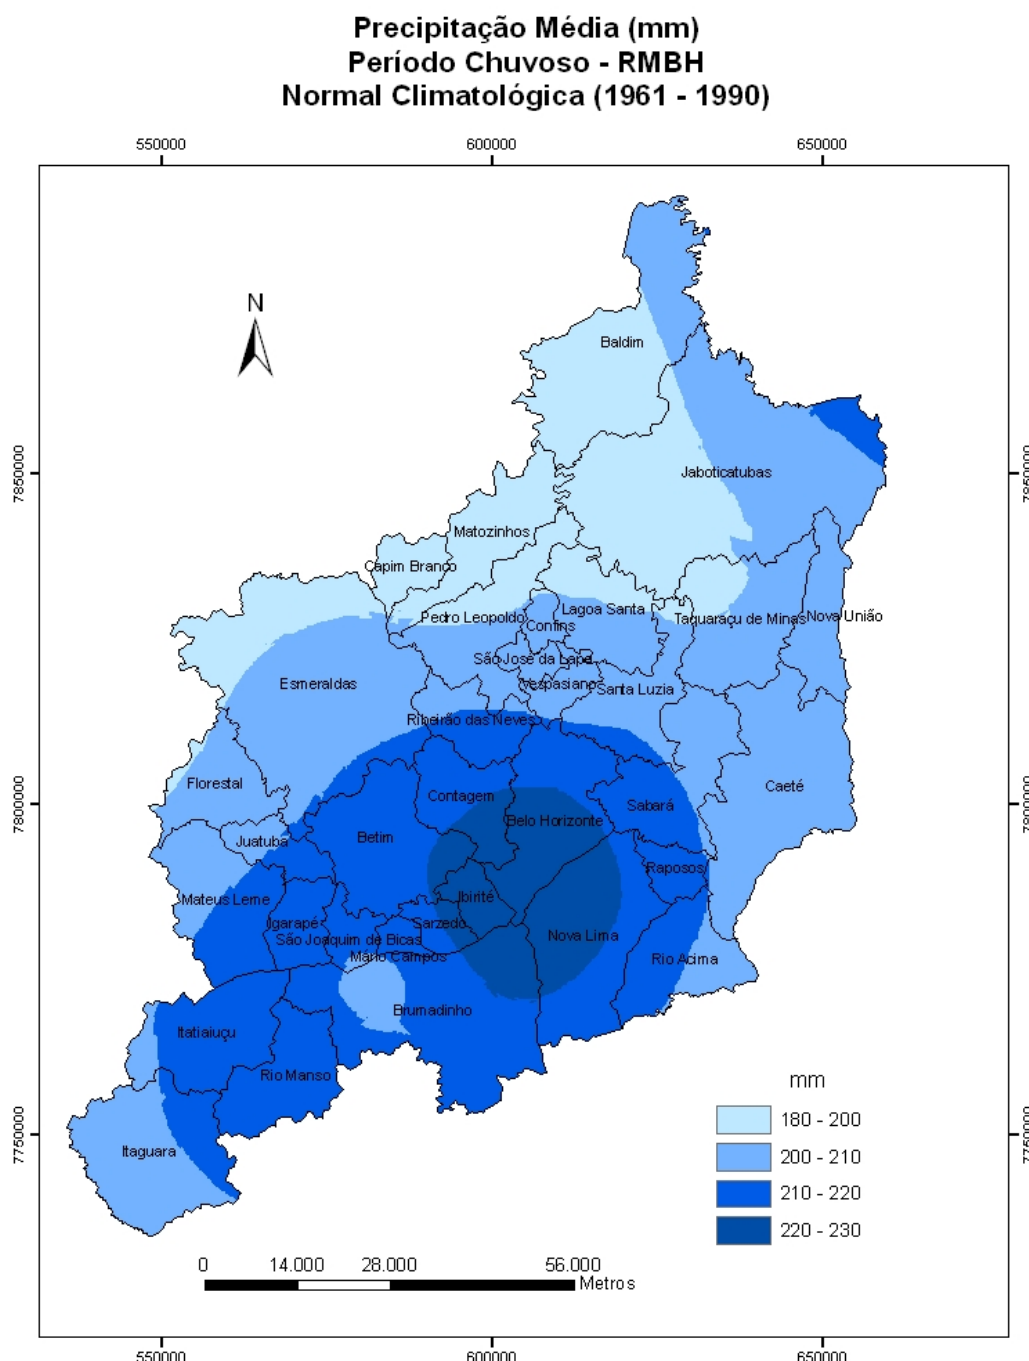 Precipitação Média (mm)
Período Chuvoso - RMBH
Normal Climatológica (1961 - 1990)
550000 600000 650000
N
Baldim
7850000 7850000
Jaboticatubas
Matozinhos
Capim Branco
Lagoa Santa
Pedro Leopoldo
Taquaraçu de Minas
Nova União
Confins
São José da Lapa
Esmeraldas
Vespasiano
Santa Luzia
Ribeirão das Neves
Florestal
Caeté
Contagem
7800000 7800000
Sabará
Belo Horizonte
Betim
Juatuba
Raposos
Mateus Leme
Ibirité
Igarapé
Sarzedo
São Joaquim de Bicas
Nova Lima
Mário Campos
Rio Acima
Brumadinho
Itatiaiuçu
Rio Manso
mm
180 - 200
7750000 7750000
Itaguara
200 - 210
210 - 220
220 - 230
0 14.000 28.000 56.000
Metros
550000 600000 650000